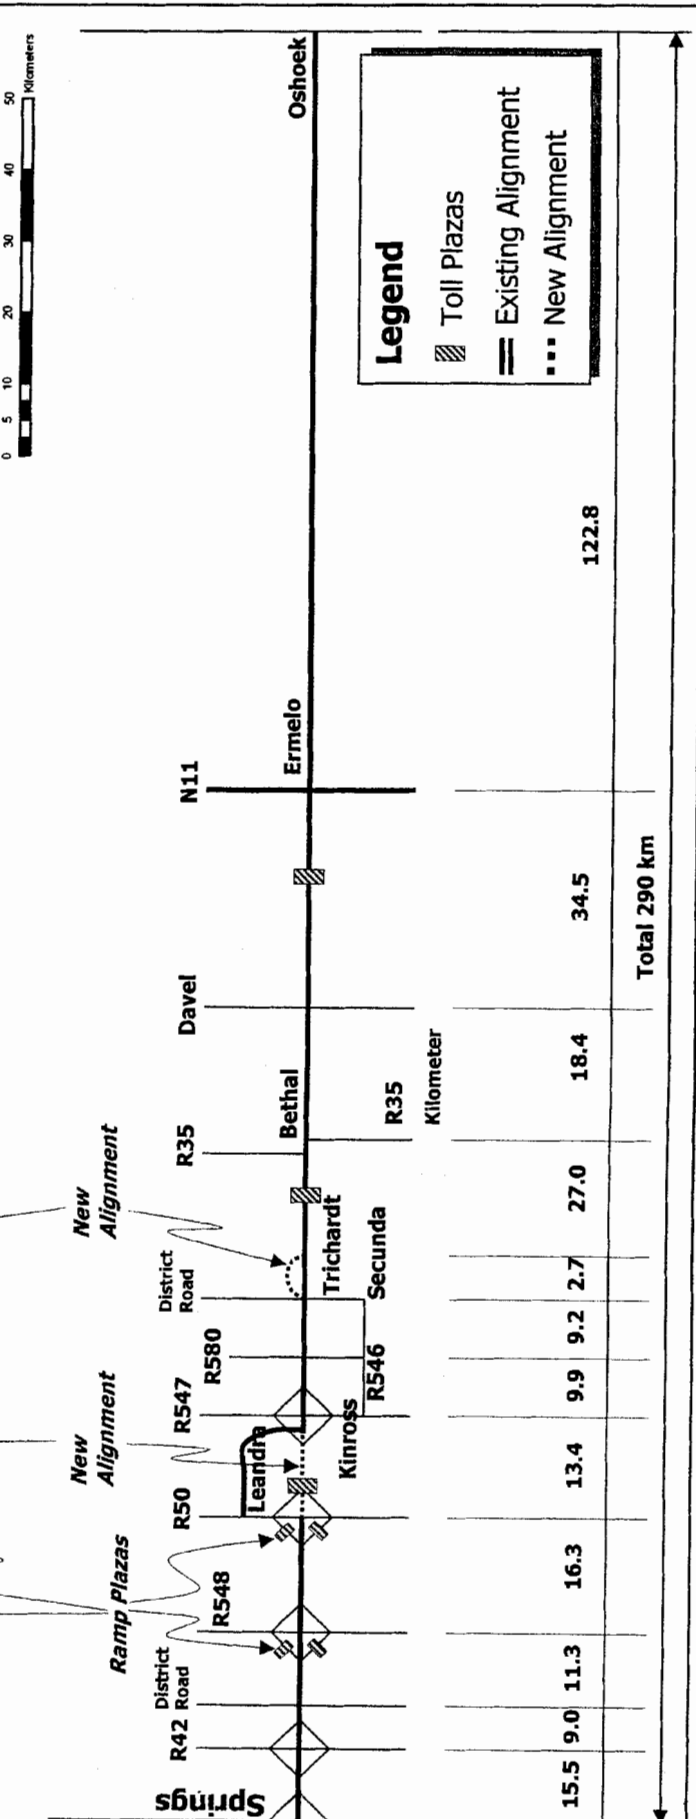 0 5 10 20 30 40 50
Kilometers
Springs
R42
District
Road
R548
Ramp Plazas
R50
Leandra
New
Alignment
R547
Kinross
R546
R580
District
Road
Trichardt
Secunda
New
Alignment
R35
Bethal
R35
Kilometer
Davel
N11
Ermelo
Oshoek
Legend
Toll Plazas
Existing Alignment
New Alignment
15.5 9.0 11.3 16.3 13.4 9.9 9.2 2.7 27.0 18.4 34.5 122.8
Total 290 km